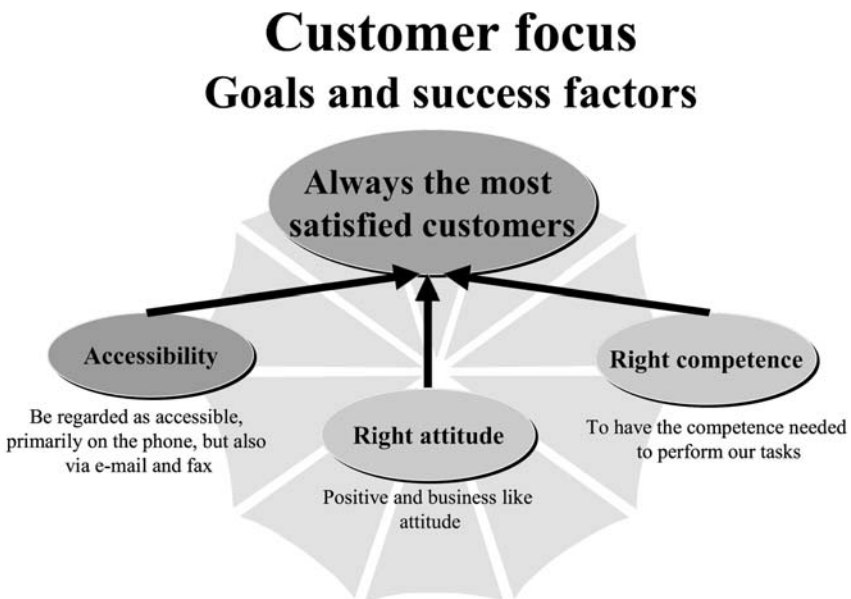 Customer focus
Goals and success factors
Always the most
satisfied customers
Accessibility
Be regarded as accessible,
primarily on the phone, but also
via e-mail and fax
Right attitude
Positive and business like
attitude
Right competence
To have the competence needed
to perform our tasks